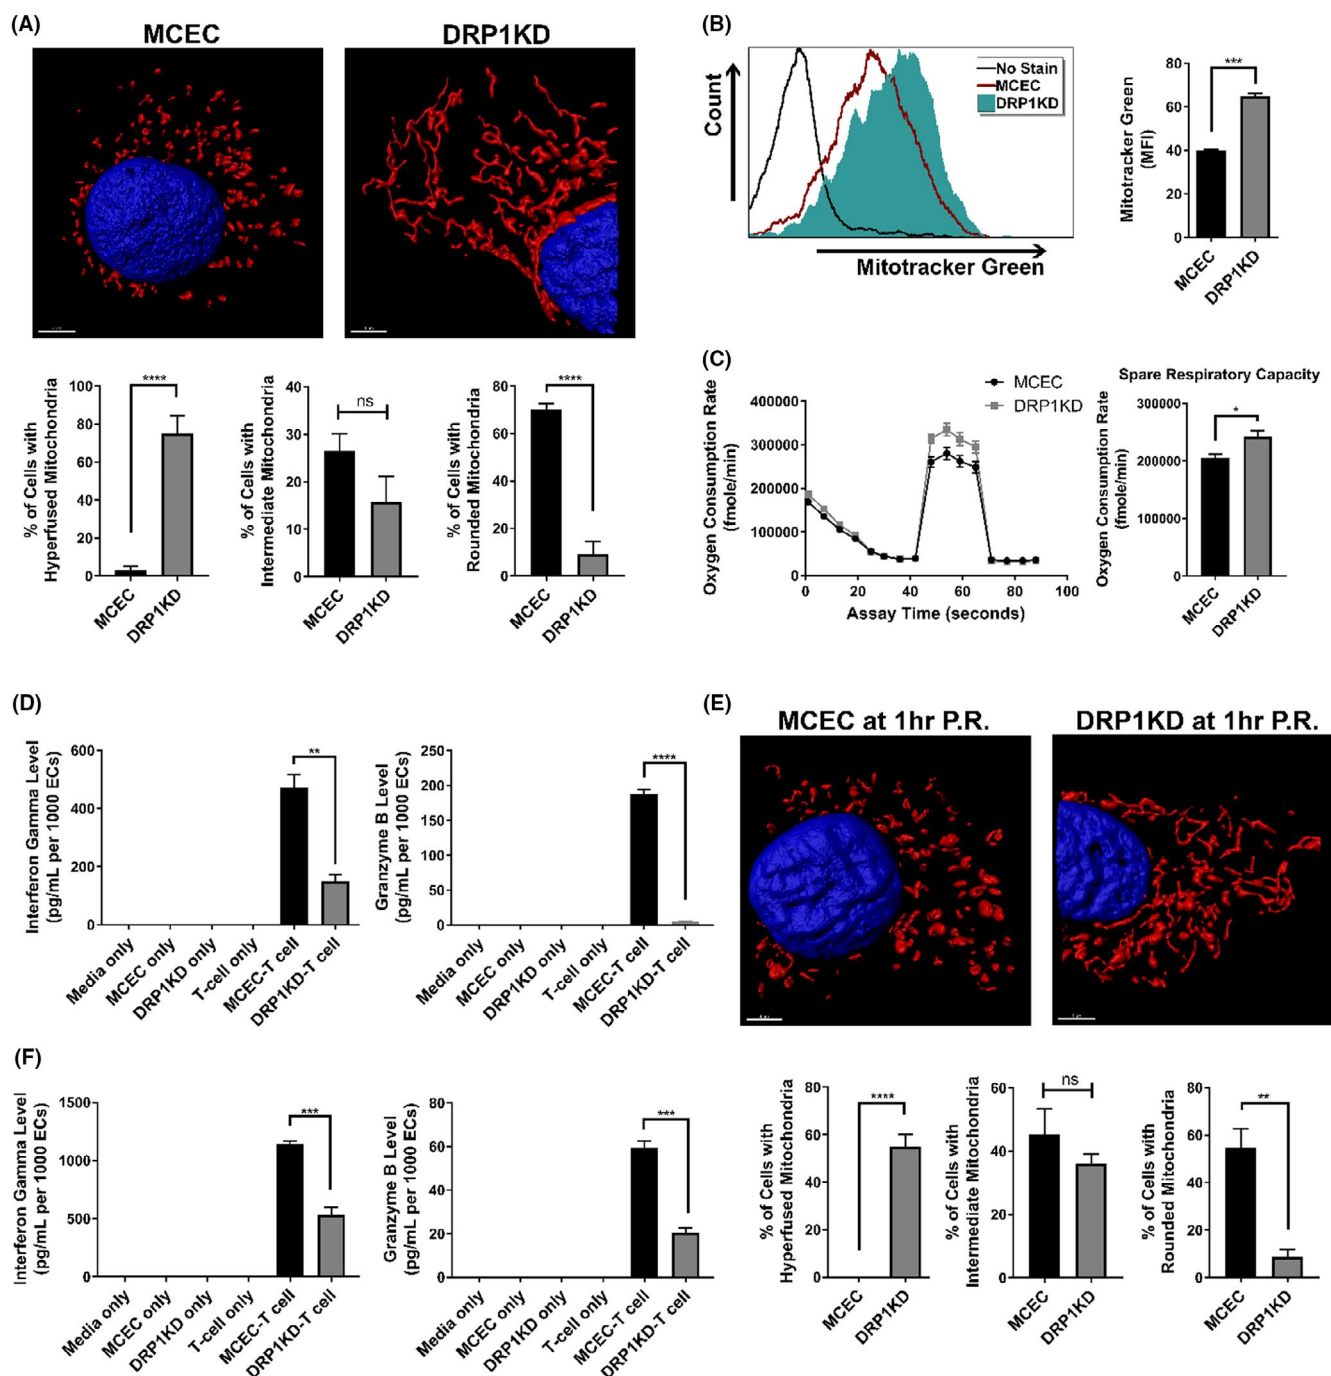 (A)
MCEC
DRP1KD
% of Cells with
Hyperfused Mitochondria
100
80
60
40
20
0
****
MCEC
DRP1KD
% of Cells with
Intermediate Mitochondria
40
30
20
10
0
ns
MCEC
DRP1KD
% of Cells with
Rounded Mitochondria
80
60
40
20
0
****
MCEC
DRP1KD
(B)
Count
No Stain
MCEC
DRP1KD
Mitotracker Green
Mitotracker Green
(MFI)
80
60
40
20
0
***
MCEC
DRP1KD
(C)
Oxygen Consumption Rate
(fmole/min)
400000
300000
200000
100000
0
MCEC
DRP1KD
0 20 40 60 80 100
Assay Time (seconds)
Spare Respiratory Capacity
Oxygen Consumption Rate
(fmole/min)
300000
200000
100000
0
*
MCEC
DRP1KD
(D)
Interferon Gamma Level
(pg/mL per 1000 ECs)
600
400
200
0
**
Media only
MCEC only
DRP1KD only
T-cell only
MCEC-T cell
DRP1KD-T cell
Granzyme B Level
(pg/mL per 1000 ECs)
250
200
150
100
50
0
****
Media only
MCEC only
DRP1KD only
T-cell only
MCEC-T cell
DRP1KD-T cell
(E)
MCEC at 1hr P.R.
DRP1KD at 1hr P.R.
% of Cells with
Hyperfused Mitochondria
80
60
40
20
0
****
MCEC
DRP1KD
% of Cells with
Intermediate Mitochondria
60
40
20
0
ns
MCEC
DRP1KD
% of Cells with
Rounded Mitochondria
80
60
40
20
0
**
MCEC
DRP1KD
(F)
Interferon Gamma Level
(pg/mL per 1000 ECs)
1500
1000
500
0
***
Media only
MCEC only
DRP1KD only
T-cell only
MCEC-T cell
DRP1KD-T cell
Granzyme B Level
(pg/mL per 1000 ECs)
80
60
40
20
0
***
Media only
MCEC only
DRP1KD only
T-cell only
MCEC-T cell
DRP1KD-T cell